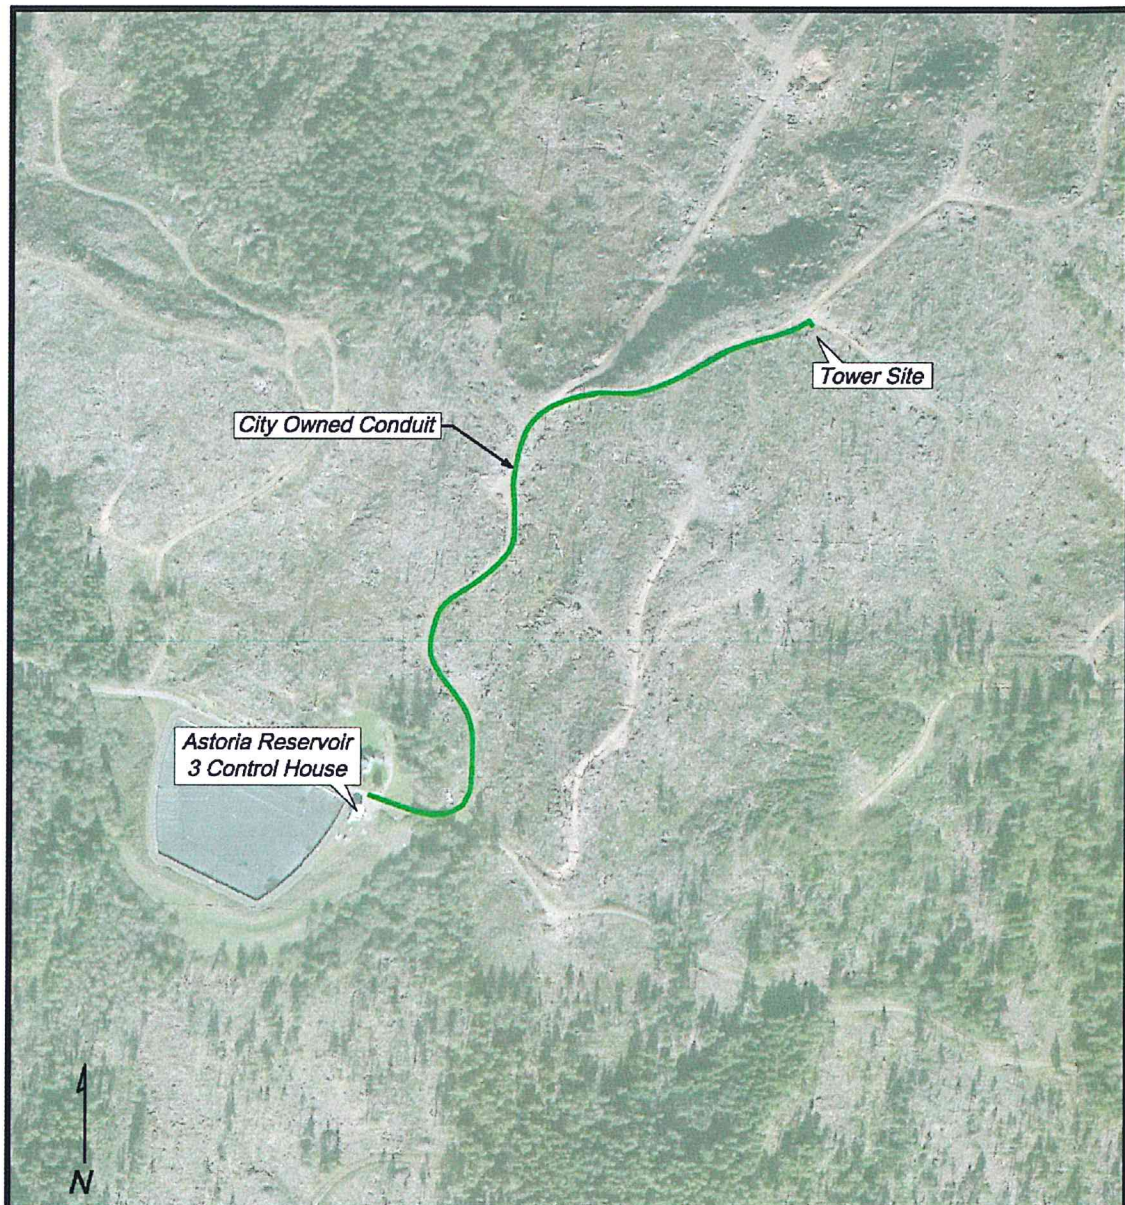 Tower Site
City Owned Conduit
Astoria Reservoir
3 Control House
N